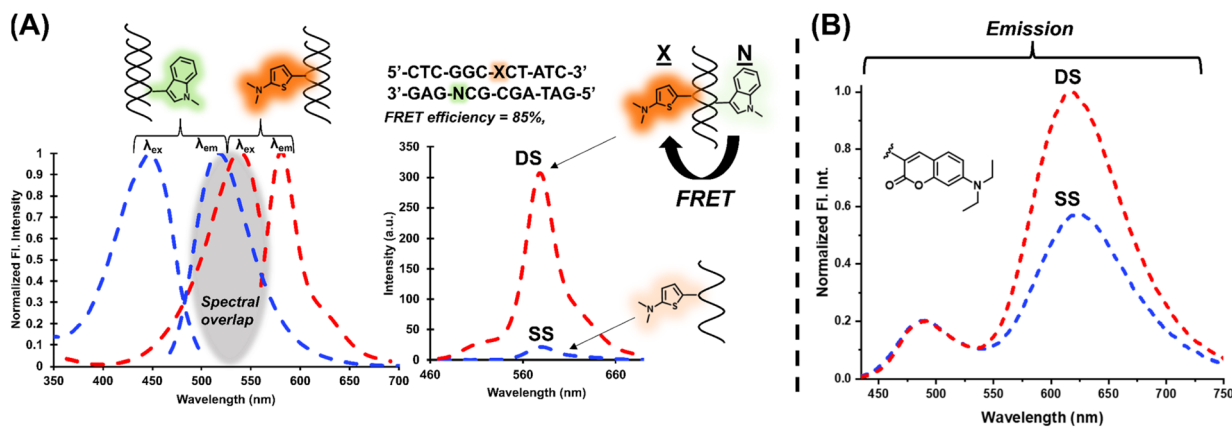 (A)
5'-CTC-GGC-XCT-ATC-3'
3'-GAG-NCG-CGA-TAG-5'
FRET efficiency = 85%,
X
N
FRET
N
S
N
λex
λem
λex
λem
Normalized Fl. Intensity
1
0.9
0.8
0.7
0.6
0.5
0.4
0.3
0.2
0.1
0
Spectral
overlap
350
450
500
550
600
700
Wavelength (nm)
Intensity (a.u.)
350
300
250
200
150
100
50
0
DS
SS
460
560
660
Wavelength (nm)
N
S
N
N
S
(B)
Emission
Normalized Fl. Int.
1.0
0.8
0.6
0.4
0.2
0.0
DS
SS
O
O
N
450
500
550
600
650
700
750
Wavelength (nm)